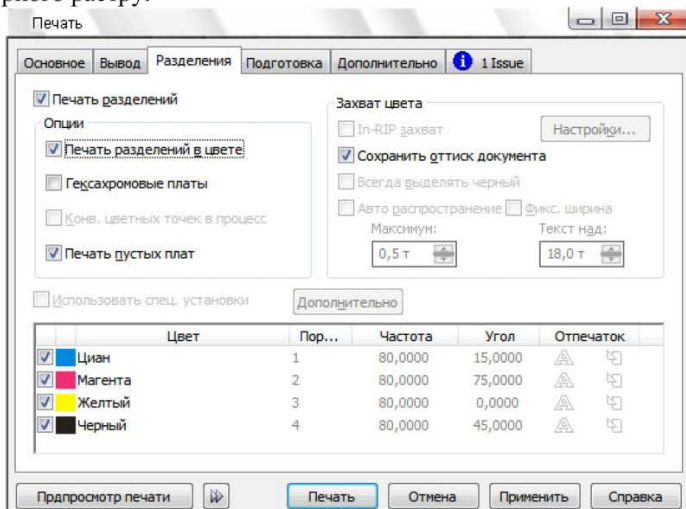 рного растру.
Печать
Основное Вывод Разделения Подготовка Дополнительно 1 Issue
Печать разделений
Захват цвета
Опции
In-RIP захват Настройки...
Печать разделений в цвете
Сохранить оттиск документа
Гексахромовые платы
Всегда выделять черный
Конв. цветных точек в процесс
Авто распространение Фикс. ширина
Максимум: Текст над:
Печать пустых плат
0,5 т 18,0 т
Использовать спец. установки Дополнительно
Цвет Пор... Частота Угол Отпечаток
Циан 1 80,0000 15,0000
Магента 2 80,0000 75,0000
Желтый 3 80,0000 0,0000
Черный 4 80,0000 45,0000
Прдпросмотр печати Печать Отмена Применить Справка